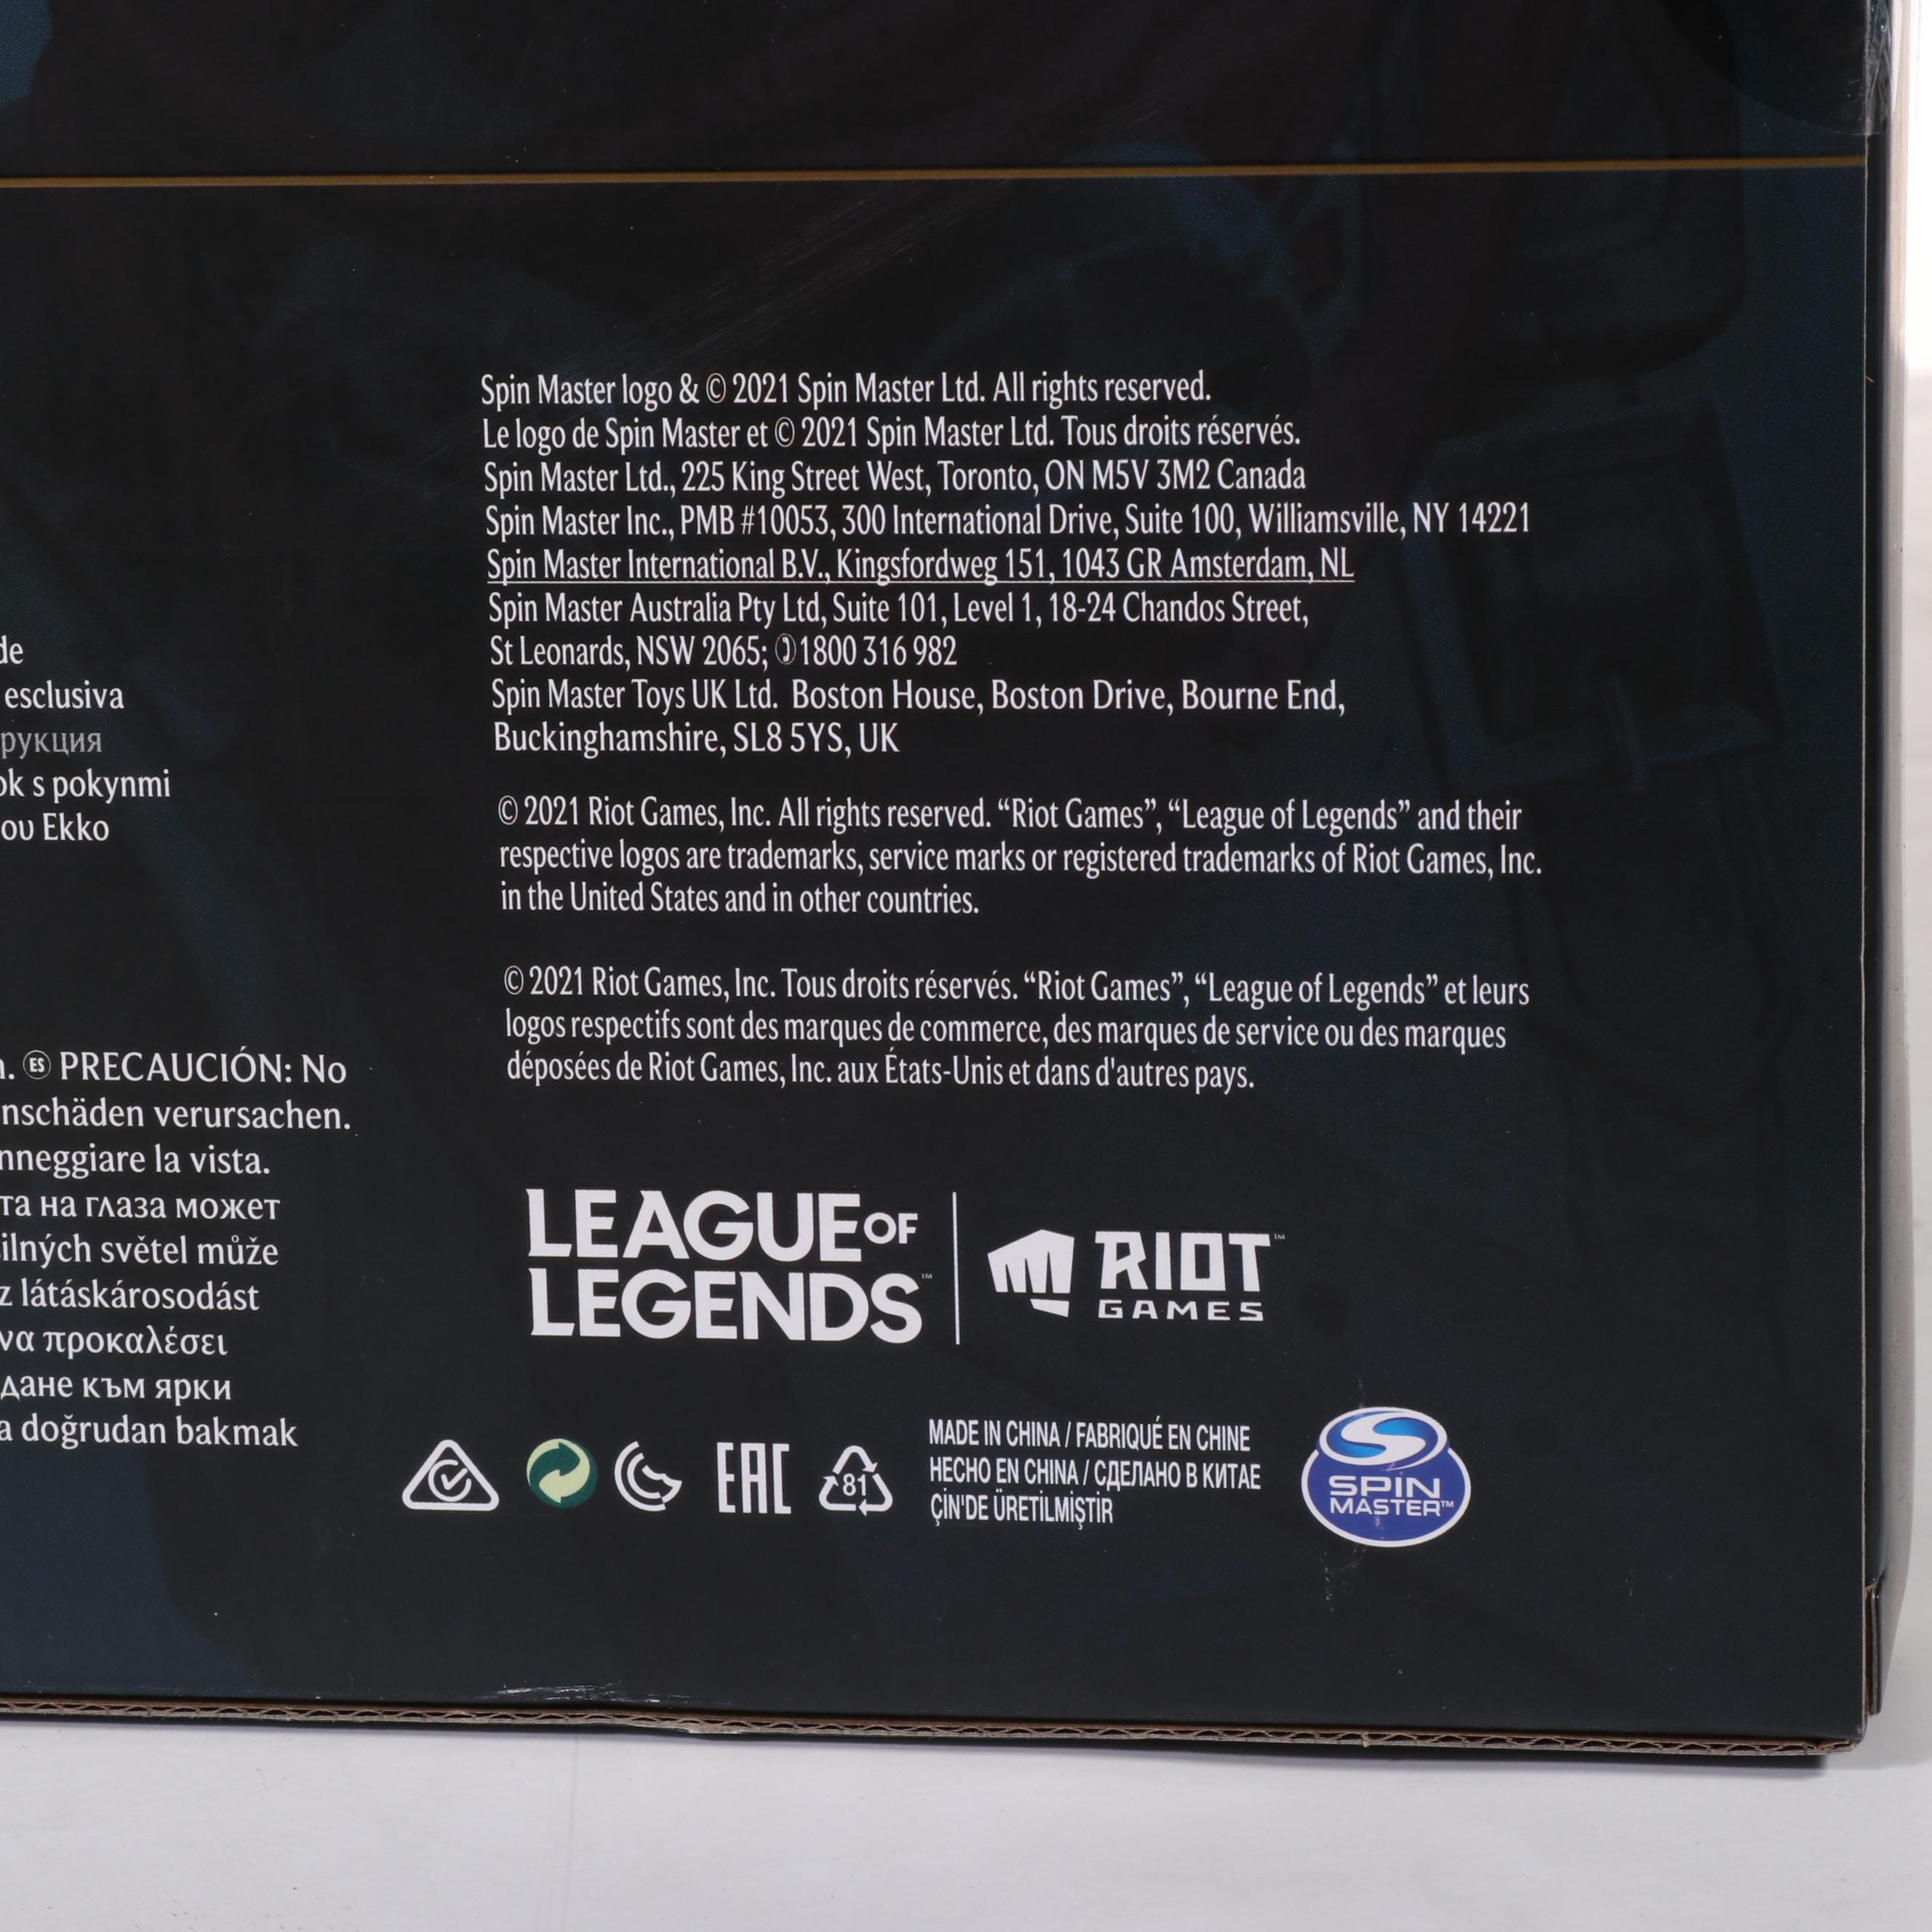 Spin Master logo & © 2021 Spin Master Ltd. All rights reserved.
Le logo de Spin Master et © 2021 Spin Master Ltd. Tous droits réservés.
Spin Master Ltd., 225 King Street West, Toronto, ON M5V 3M2 Canada
Spin Master Inc., PMB #10053, 300 International Drive, Suite 100, Williamsville, NY 14221
Spin Master International B.V., Kingsfordweg 151, 1043 GR Amsterdam, NL
Spin Master Australia Pty Ltd, Suite 101, Level 1, 18-24 Chandos Street,
St Leonards, NSW 2065; 1800 316 982
Spin Master Toys UK Ltd. Boston House, Boston Drive, Bourne End,
Buckinghamshire, SL8 5YS, UK
© 2021 Riot Games, Inc. All rights reserved. “Riot Games”, “League of Legends” and their
respective logos are trademarks, service marks or registered trademarks of Riot Games, Inc.
in the United States and in other countries.
© 2021 Riot Games, Inc. Tous droits réservés. “Riot Games”, “League of Legends” et leurs
logos respectifs sont des marques de commerce, des marques de service ou des marques
déposées de Riot Games, Inc. aux États-Unis et dans d'autres pays.
de
esclusiva
рукция
ok s pokynmi
ου Ekko
n. ES PRECAUCIÓN: No
nschäden verursachen.
nneggiare la vista.
та на глаза может
ilných světel může
z látáskárosodást
να προκαλέσει
дане към ярки
a doğrudan bakmak
LEAGUE OF
LEGENDS™
RIOT™
GAMES
EAC
81
MADE IN CHINA / FABRIQUÉ EN CHINE
HECHO EN CHINA / СДЕЛАНО В КИТАЕ
ÇİN'DE ÜRETİLMİŞTİR
SPIN
MASTER™